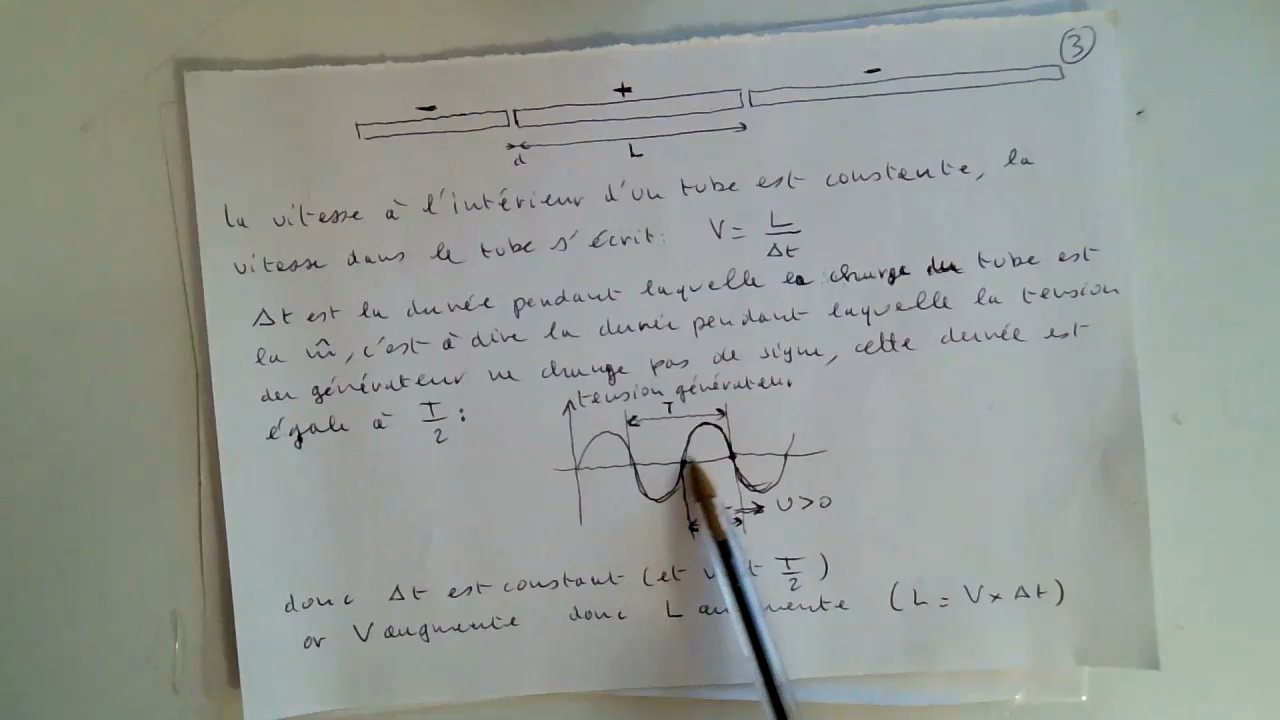 3
- + -
d L
la vitesse à l'intérieur d'un tube est constante, la
vitesse dans le tube s'écrit: V = L/Δt
Δt est la durée pendant laquelle la charge du tube est
la m̂, c'est à dire la durée pendant laquelle la tension
du générateur ne change pas de signe, cette durée est
égale à T/2 :
tension générateur
T
U>0
donc Δt est constant (et T/2)
or V augmente donc L augmente (L = V × Δt)